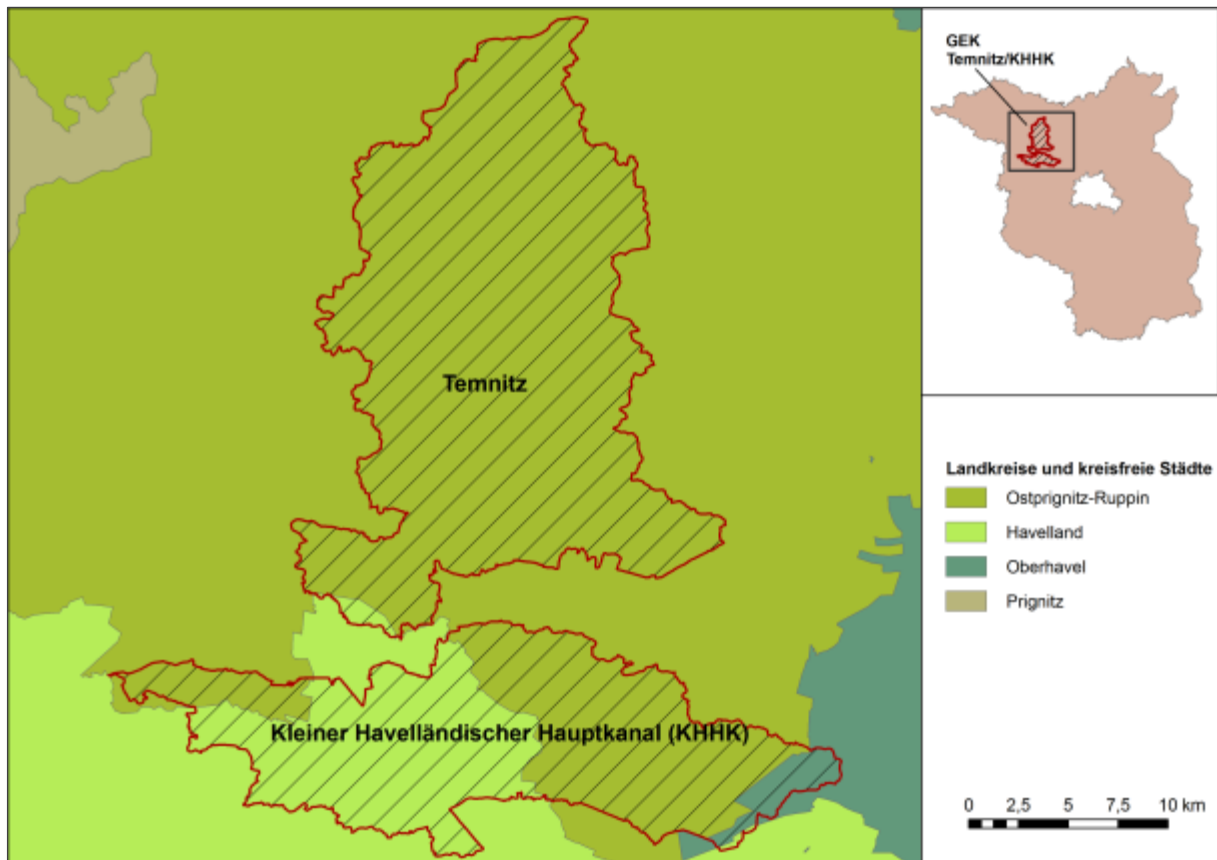 GEK
Temnitz/KHHK
Temnitz
Kleiner Havelländischer Hauptkanal (KHHK)
Landkreise und kreisfreie Städte
Ostprignitz-Ruppin
Havelland
Oberhavel
Prignitz
0 2,5 5 7,5 10 km